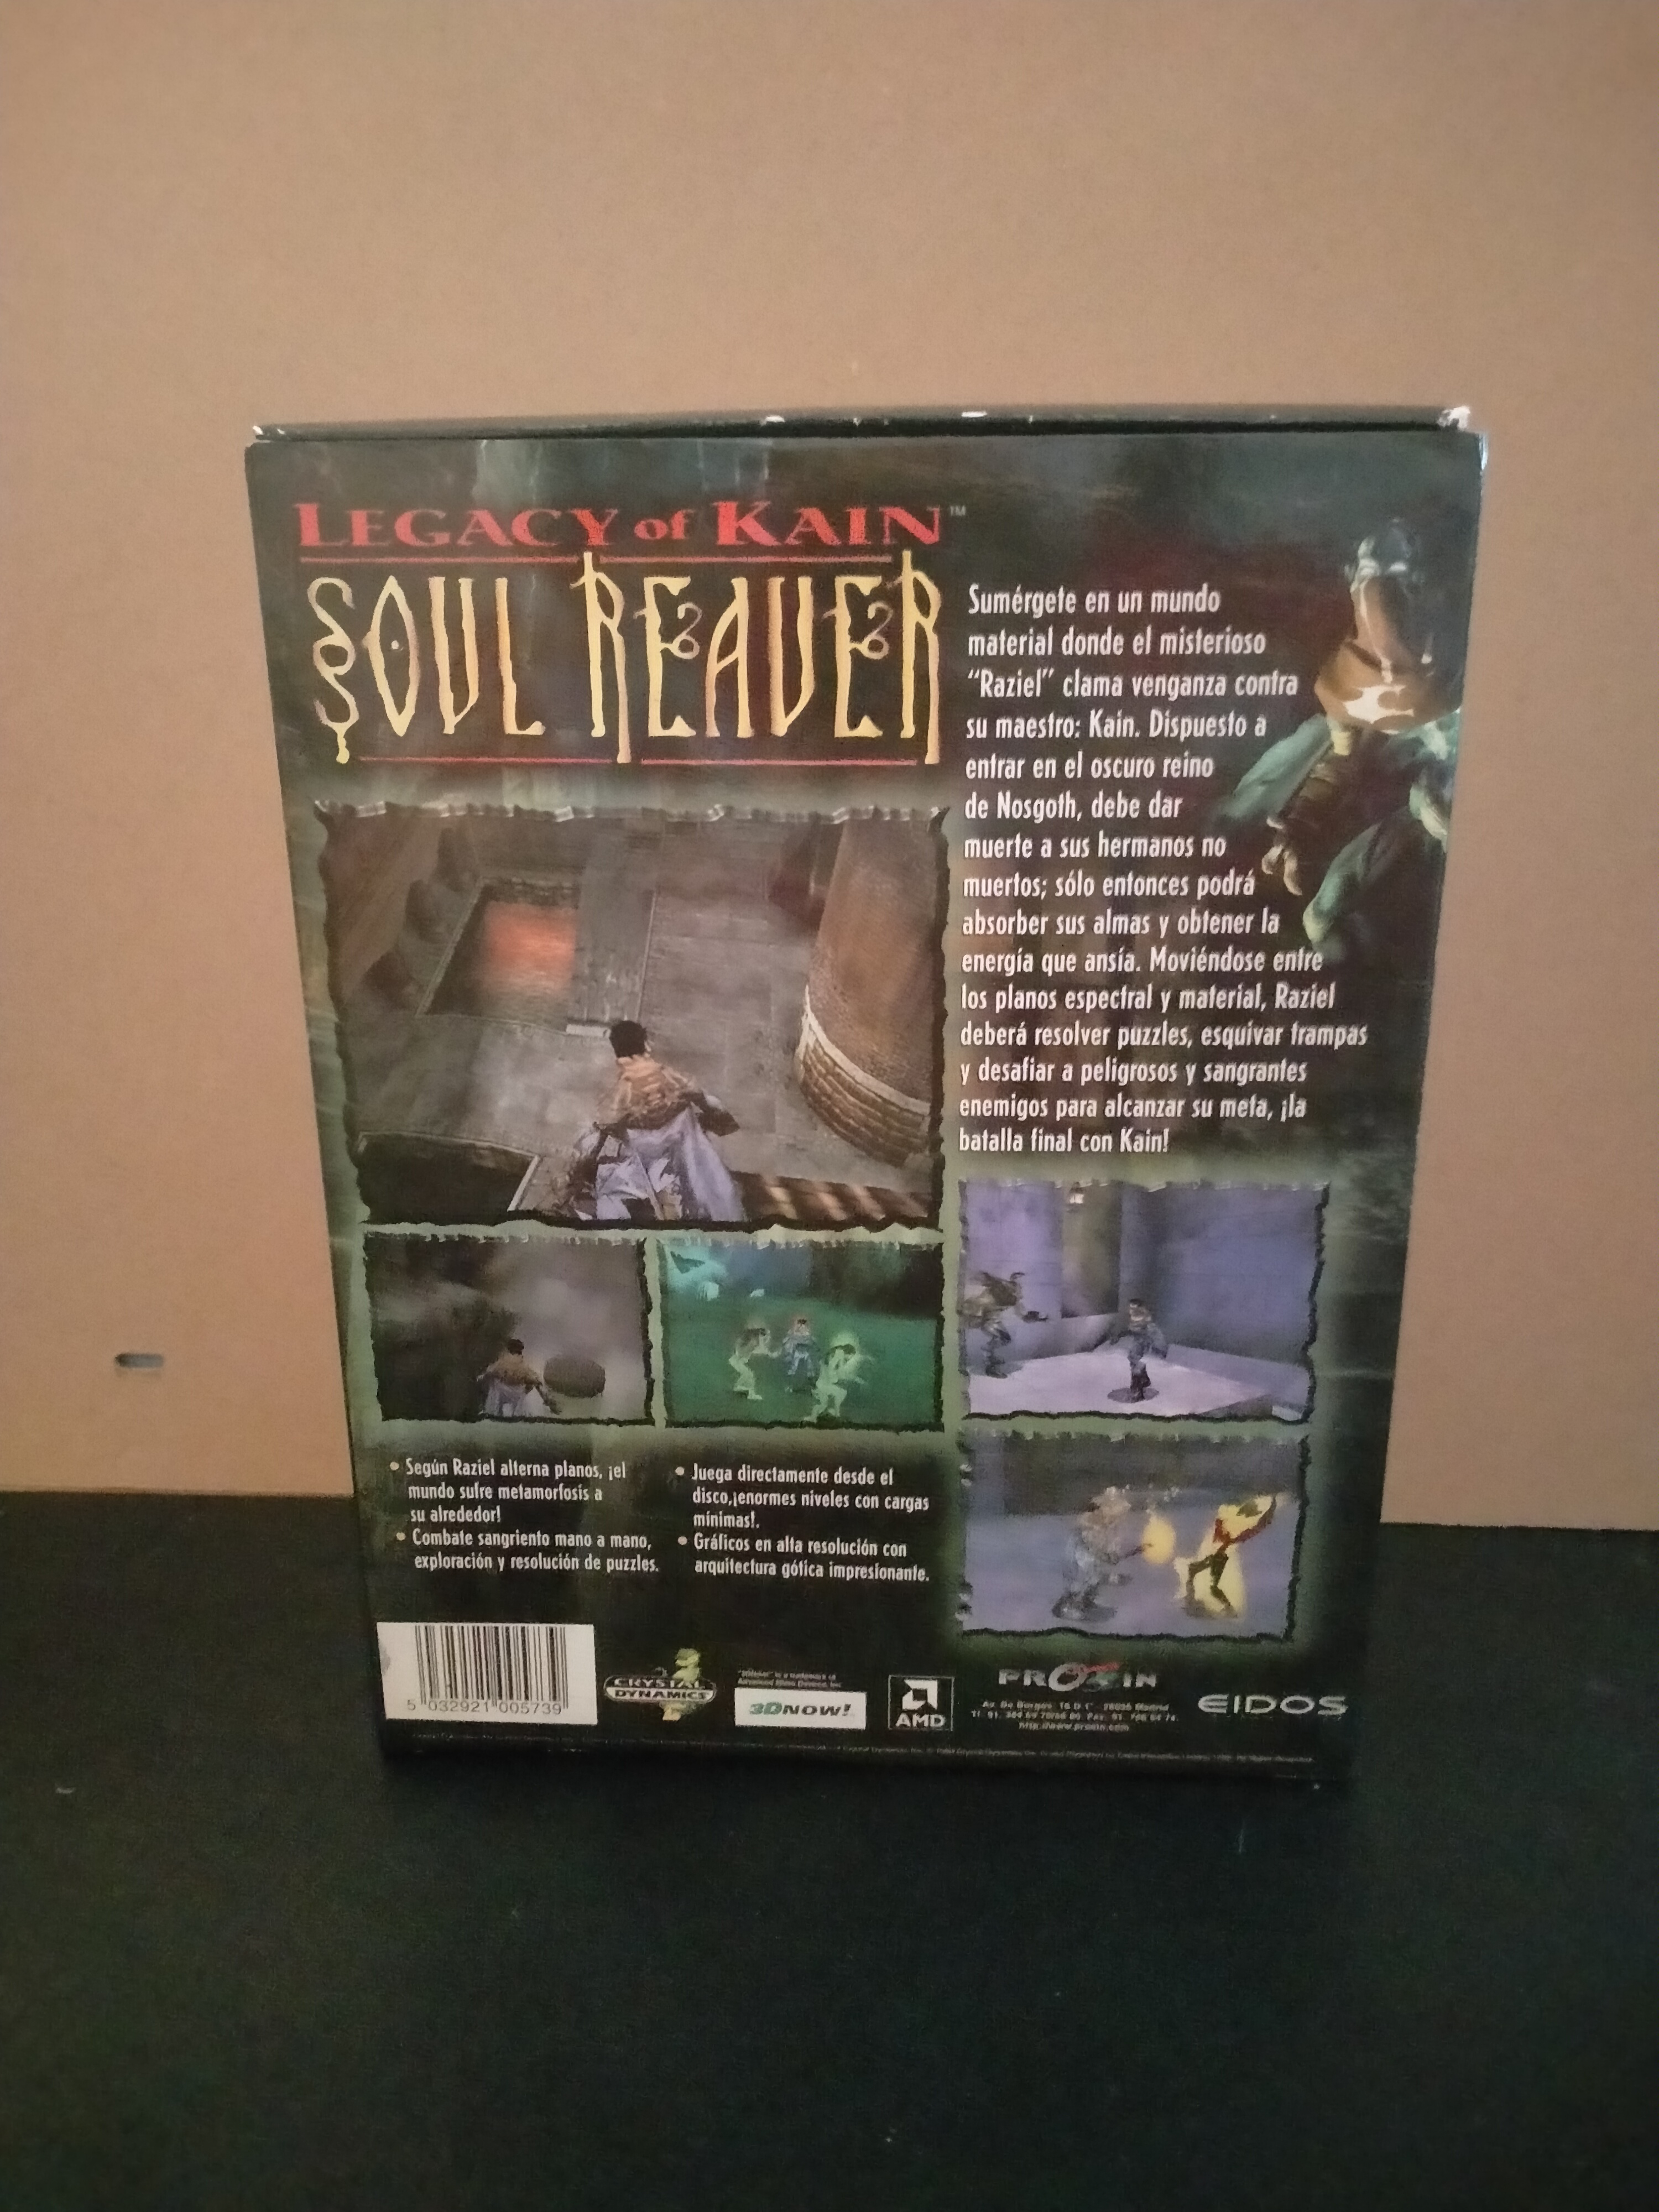 LEGACY of KAIN™
SOUL REAVER
Sumérgete en un mundo
material donde el misterioso
“Raziel” clama venganza contra
su maestro: Kain. Dispuesto a
entrar en el oscuro reino
de Nosgoth, debe dar
muerte a sus hermanos no
muertos; sólo entonces podrá
absorber sus almas y obtener la
energía que ansía. Moviéndose entre
los planos espectral y material, Raziel
deberá resolver puzzles, esquivar trampas
y desafiar a peligrosos y sangrantes
enemigos para alcanzar su meta, ¡la
batalla final con Kain!
• Según Raziel alterna planos, ¡el
mundo sufre metamorfosis a
su alrededor!
• Combate sangriento mano a mano,
exploración y resolución de puzzles.
• Juega directamente desde el
disco,¡enormes niveles con cargas
mínimas!.
• Gráficos en alta resolución con
arquitectura gótica impresionante.
5 032921 005739
CRYSTAL
DYNAMICS
3DNOW!
AMD
PROEIN
http://www.proein.com
EIDOS